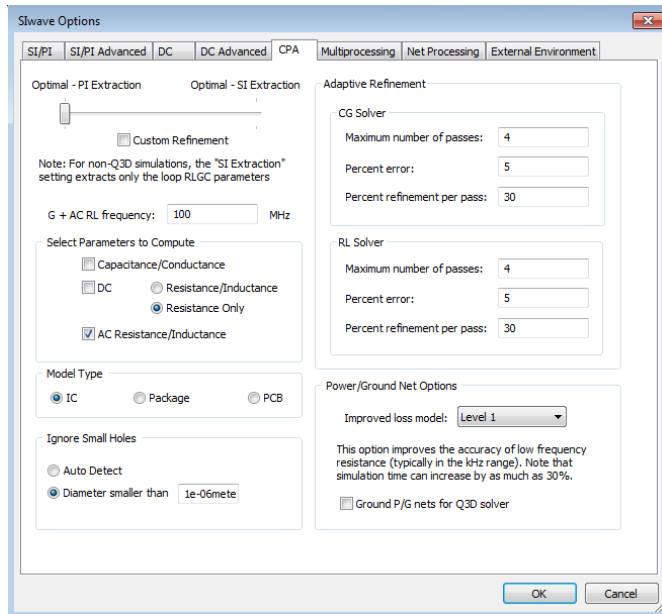 SIwave Options
SI/PI SI/PI Advanced DC DC Advanced CPA Multiprocessing Net Processing External Environment
Optimal - PI Extraction Optimal - SI Extraction
Custom Refinement
Note: For non-Q3D simulations, the "SI Extraction"
setting extracts only the loop RLGC parameters
G + AC RL frequency: 100 MHz
Select Parameters to Compute
Capacitance/Conductance
DC Resistance/Inductance
Resistance Only
AC Resistance/Inductance
Model Type
IC Package PCB
Ignore Small Holes
Auto Detect
Diameter smaller than 1e-06mete
Adaptive Refinement
CG Solver
Maximum number of passes: 4
Percent error: 5
Percent refinement per pass: 30
RL Solver
Maximum number of passes: 4
Percent error: 5
Percent refinement per pass: 30
Power/Ground Net Options
Improved loss model: Level 1
This option improves the accuracy of low frequency
resistance (typically in the kHz range). Note that
simulation time can increase by as much as 30%.
Ground P/G nets for Q3D solver
OK Cancel